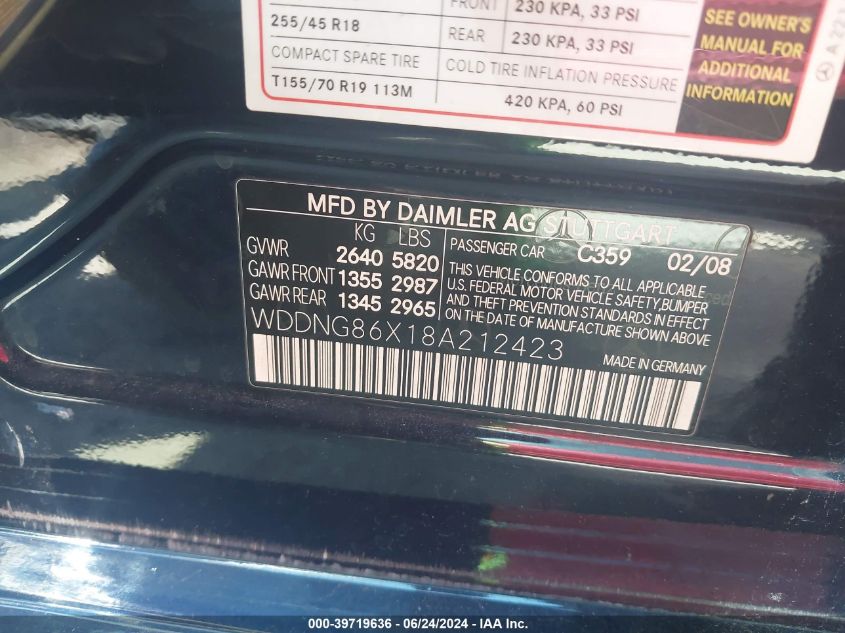 FRONT 230 KPA, 33 PSI
255/45 R18
REAR 230 KPA, 33 PSI
COMPACT SPARE TIRE
COLD TIRE INFLATION PRESSURE
T155/70 R19 113M
420 KPA, 60 PSI
SEE OWNER'S
MANUAL FOR
ADDITIONAL
INFORMATION
MFD BY DAIMLER AG STUTTGART
KG LBS
GVWR 2640 5820
GAWR FRONT 1355 2987
GAWR REAR 1345 2965
PASSENGER CAR C359 02/08
THIS VEHICLE CONFORMS TO ALL APPLICABLE
U.S. FEDERAL MOTOR VEHICLE SAFETY, BUMPER
AND THEFT PREVENTION STANDARDS IN EFFECT
ON THE DATE OF MANUFACTURE SHOWN ABOVE
WDDNG86X18A212423
MADE IN GERMANY
000-39719636 - 06/24/2024 - IAA Inc.